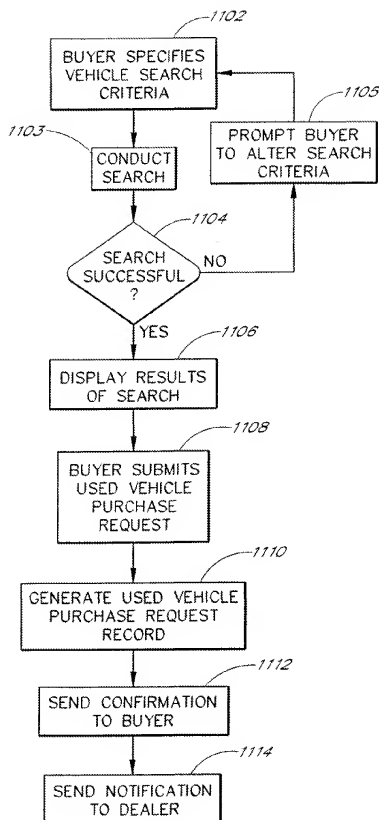 1102
BUYER SPECIFIES
VEHICLE SEARCH
CRITERIA
1105
PROMPT BUYER
TO ALTER SEARCH
CRITERIA
1103
CONDUCT
SEARCH
1104
SEARCH
SUCCESSFUL
?
NO
YES
1106
DISPLAY RESULTS
OF SEARCH
1108
BUYER SUBMITS
USED VEHICLE
PURCHASE
REQUEST
1110
GENERATE USED VEHICLE
PURCHASE REQUEST
RECORD
1112
SEND CONFIRMATION
TO BUYER
1114
SEND NOTIFICATION
TO DEALER